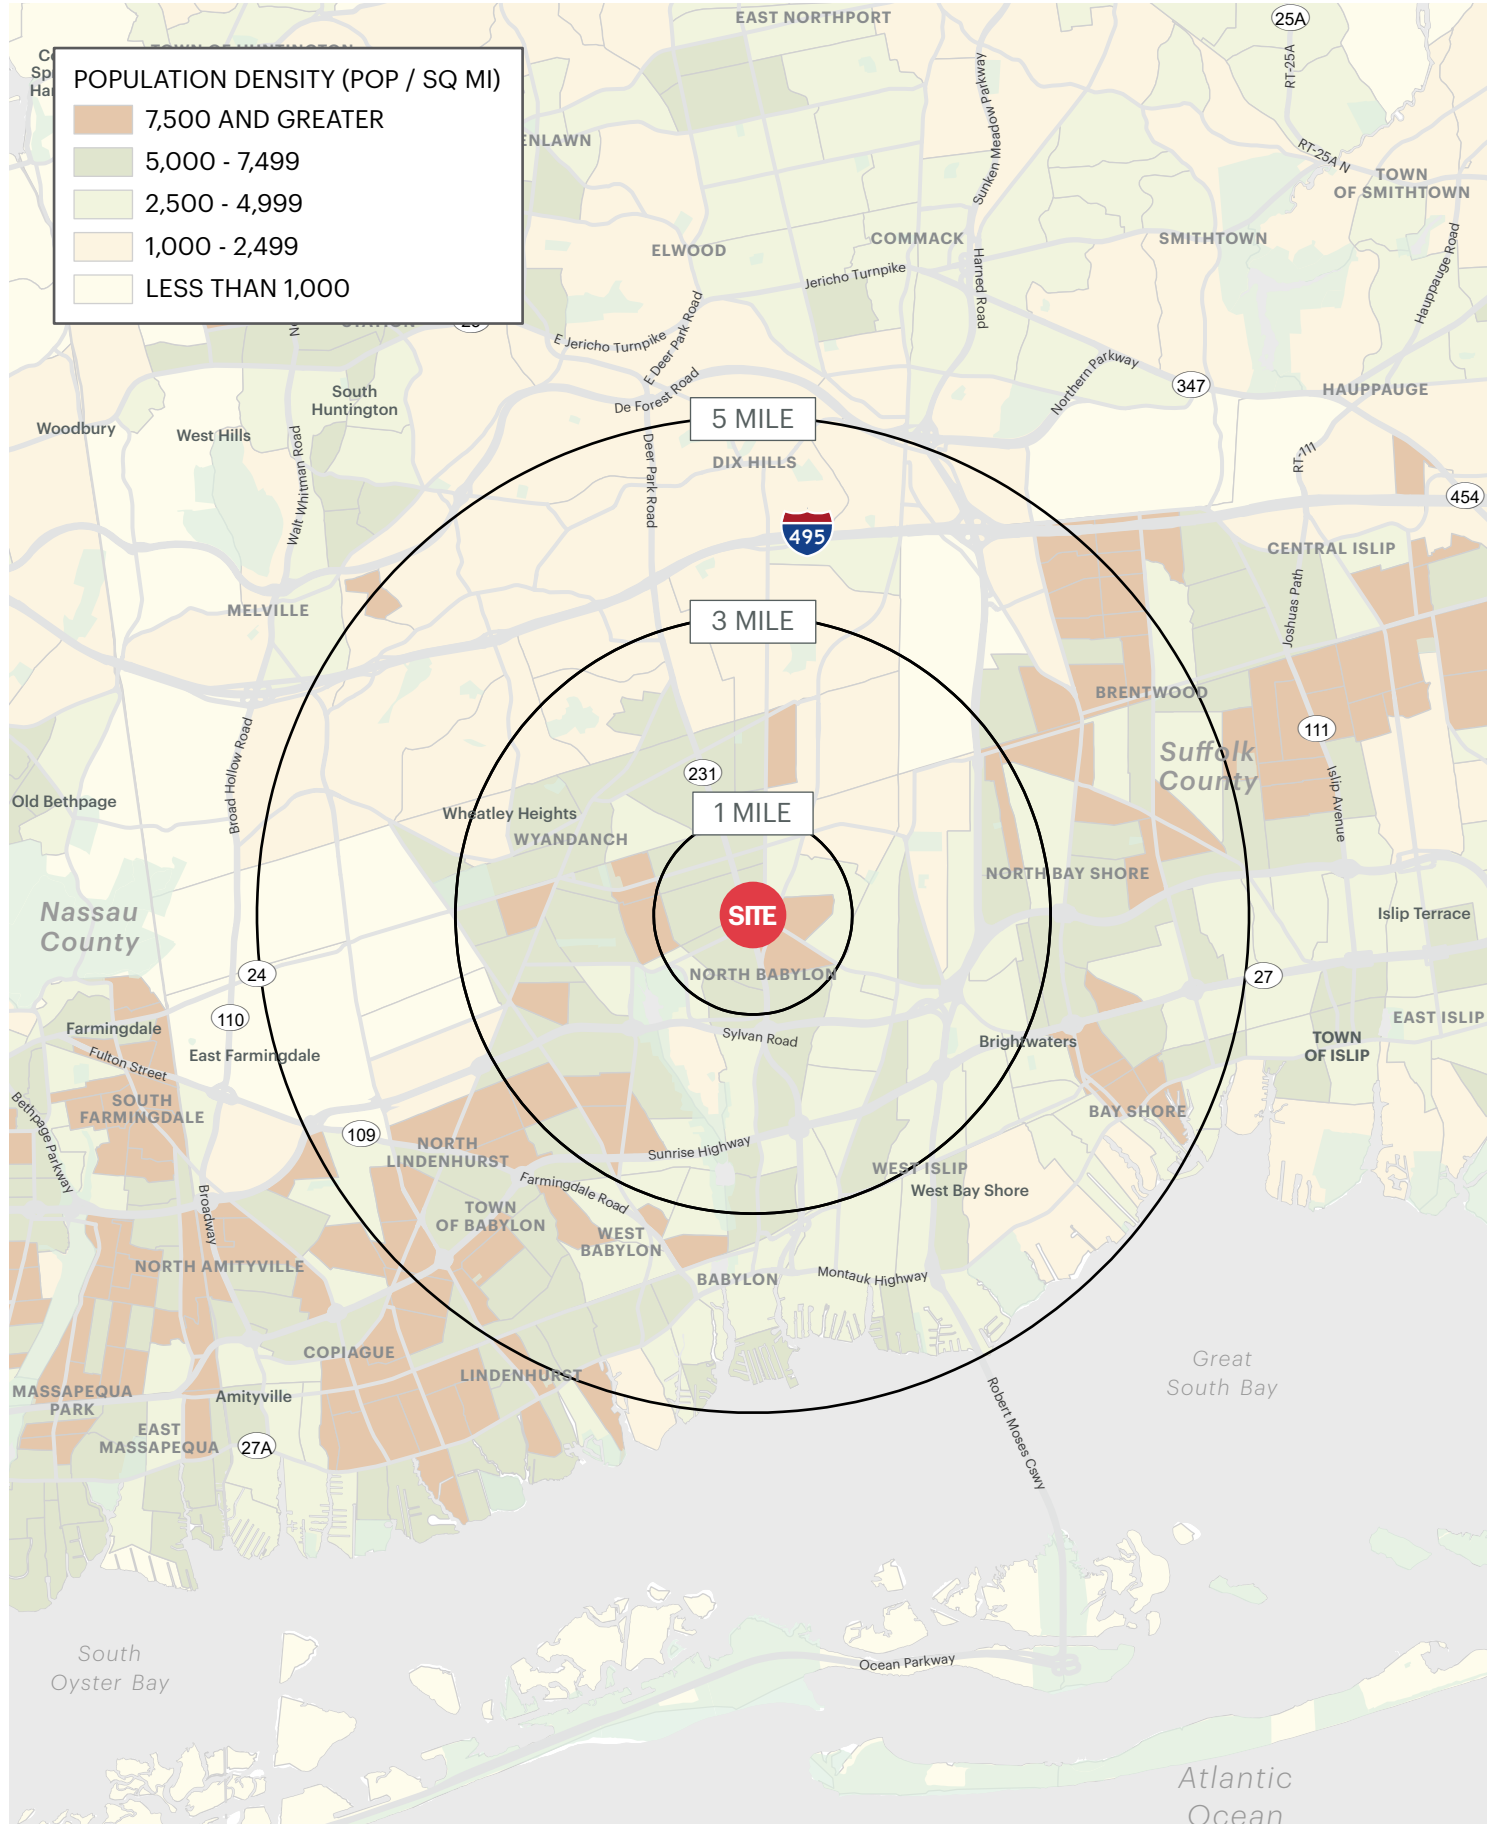 EAST NORTHPORT
25A
RT-25A
POPULATION DENSITY (POP / SQ MI)
7,500 AND GREATER
5,000 - 7,499
2,500 - 4,999
1,000 - 2,499
LESS THAN 1,000
Sunken Meadow Parkway
RT-25A N
TOWN
OF SMITHTOWN
ELWOOD
COMMACK
SMITHTOWN
Jericho Turnpike
Harned Road
Hauppauge Road
E Jericho Turnpike
E Deer Park Road
De Forest Road
Northern Parkway
347
HAUPPAUGE
South
Huntington
Woodbury
West Hills
Walt Whitman Road
5 MILE
DIX HILLS
Deer Park Road
RT-111
454
495
CENTRAL ISLIP
MELVILLE
3 MILE
Joshuas Path
BRENTWOOD
111
Suffolk
County
Broad Hollow Road
231
Islip Avenue
Old Bethpage
Wheatley Heights
WYANDANCH
1 MILE
NORTH BAY SHORE
Nassau
County
SITE
Islip Terrace
NORTH BABYLON
24
27
110
Farmingdale
Fulton Street
East Farmingdale
Sylvan Road
Brightwaters
TOWN
OF ISLIP
EAST ISLIP
Bethpage Parkway
SOUTH
FARMINGDALE
BAY SHORE
109
NORTH
LINDENHURST
Sunrise Highway
WEST ISLIP
West Bay Shore
Broadway
Farmingdale Road
TOWN
OF BABYLON
WEST
BABYLON
NORTH AMITYVILLE
BABYLON
Montauk Highway
COPIAGUE
LINDENHURST
Great
South Bay
MASSAPEQUA
PARK
Amityville
Robert Moses Cswy
EAST
MASSAPEQUA
27A
South
Oyster Bay
Ocean Parkway
Atlantic
Ocean